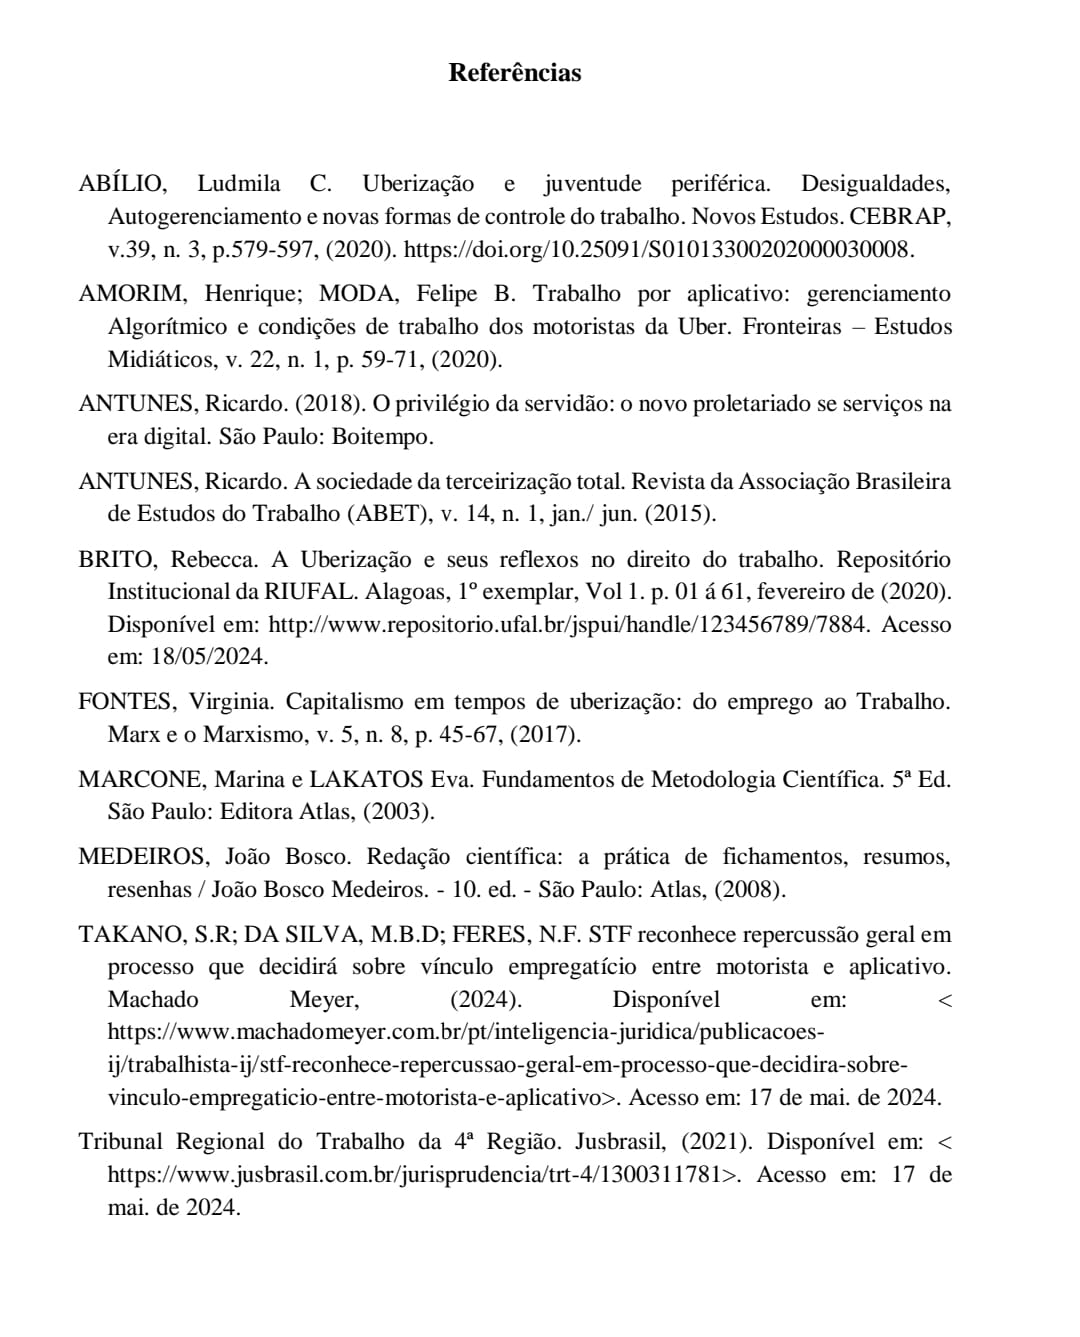 Referências
ABÍLIO, Ludmila C. Uberização e juventude periférica. Desigualdades,
Autogerenciamento e novas formas de controle do trabalho. Novos Estudos. CEBRAP,
v.39, n. 3, p.579-597, (2020). https://doi.org/10.25091/S01013300202000030008.
AMORIM, Henrique; MODA, Felipe B. Trabalho por aplicativo: gerenciamento
Algorítmico e condições de trabalho dos motoristas da Uber. Fronteiras – Estudos
Midiáticos, v. 22, n. 1, p. 59-71, (2020).
ANTUNES, Ricardo. (2018). O privilégio da servidão: o novo proletariado se serviços na
era digital. São Paulo: Boitempo.
ANTUNES, Ricardo. A sociedade da terceirização total. Revista da Associação Brasileira
de Estudos do Trabalho (ABET), v. 14, n. 1, jan./ jun. (2015).
BRITO, Rebecca. A Uberização e seus reflexos no direito do trabalho. Repositório
Institucional da RIUFAL. Alagoas, 1º exemplar, Vol 1. p. 01 á 61, fevereiro de (2020).
Disponível em: http://www.repositorio.ufal.br/jspui/handle/123456789/7884. Acesso
em: 18/05/2024.
FONTES, Virginia. Capitalismo em tempos de uberização: do emprego ao Trabalho.
Marx e o Marxismo, v. 5, n. 8, p. 45-67, (2017).
MARCONE, Marina e LAKATOS Eva. Fundamentos de Metodologia Científica. 5ª Ed.
São Paulo: Editora Atlas, (2003).
MEDEIROS, João Bosco. Redação científica: a prática de fichamentos, resumos,
resenhas / João Bosco Medeiros. - 10. ed. - São Paulo: Atlas, (2008).
TAKANO, S.R; DA SILVA, M.B.D; FERES, N.F. STF reconhece repercussão geral em
processo que decidirá sobre vínculo empregatício entre motorista e aplicativo.
Machado Meyer, (2024). Disponível em: <
https://www.machadomeyer.com.br/pt/inteligencia-juridica/publicacoes-
ij/trabalhista-ij/stf-reconhece-repercussao-geral-em-processo-que-decidira-sobre-
vinculo-empregaticio-entre-motorista-e-aplicativo>. Acesso em: 17 de mai. de 2024.
Tribunal Regional do Trabalho da 4ª Região. Jusbrasil, (2021). Disponível em: <
https://www.jusbrasil.com.br/jurisprudencia/trt-4/1300311781>. Acesso em: 17 de
mai. de 2024.